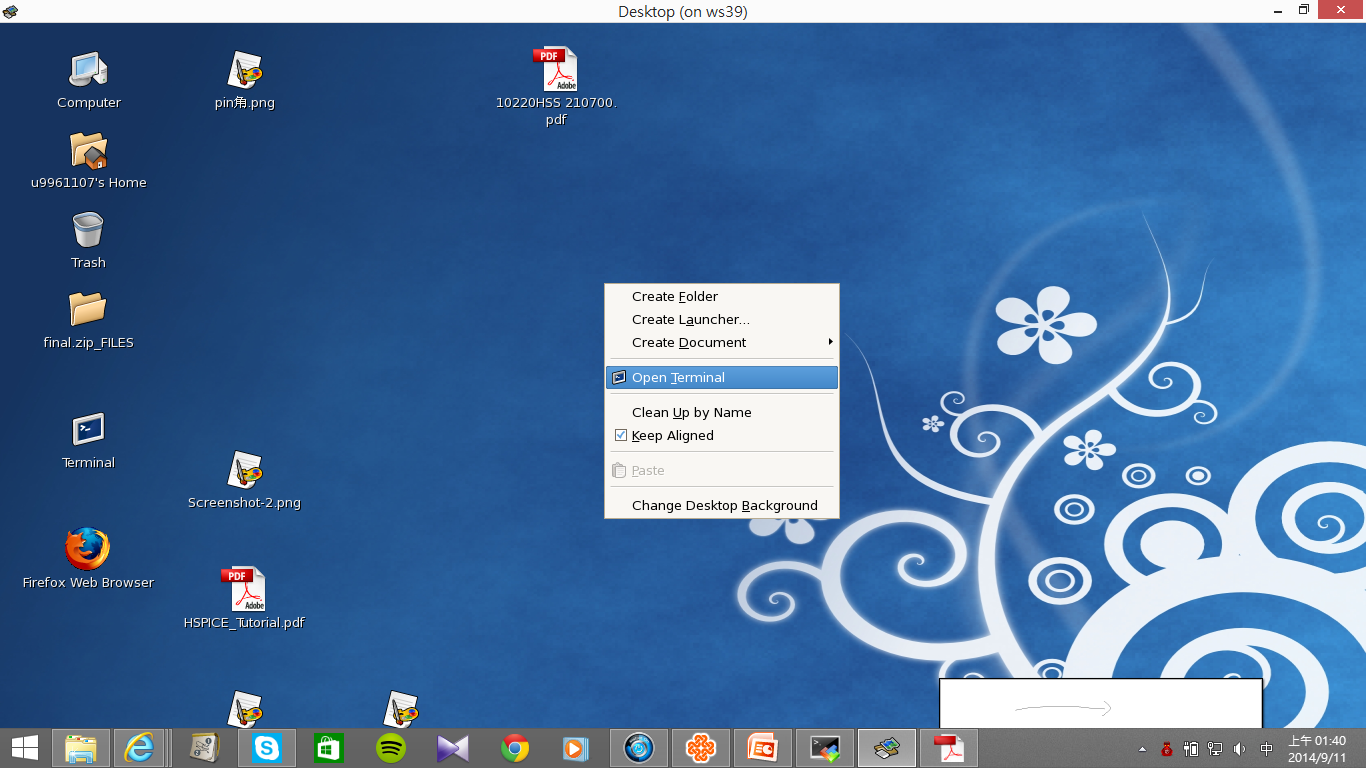 Desktop (on ws39)
Computer
pin角.png
PDF
Adobe
10220HSS 210700.
pdf
u9961107's Home
Trash
final.zip_FILES
Create Folder
Create Launcher...
Create Document
Open Terminal
Clean Up by Name
Keep Aligned
Paste
Change Desktop Background
Terminal
Screenshot-2.png
Firefox Web Browser
PDF
Adobe
HSPICE_Tutorial.pdf
中
上午 01:40
2014/9/11